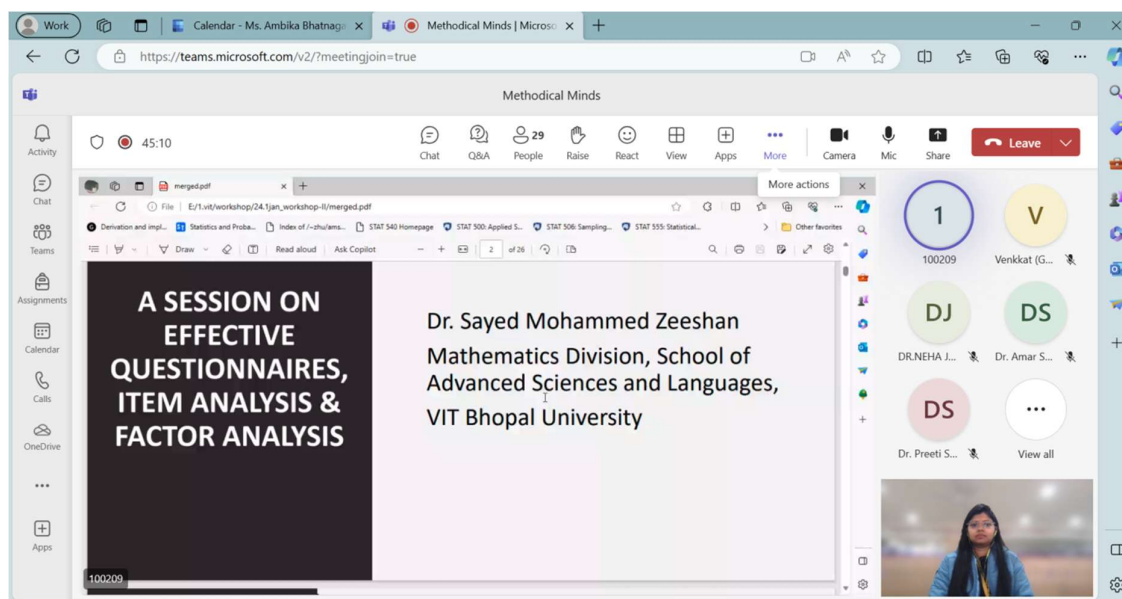 Work
Calendar - Ms. Ambika Bhatnaga
Methodical Minds | Microso
https://teams.microsoft.com/v2/?meetingjoin=true
Methodical Minds
Activity
Chat
Teams
Assignments
Calendar
Calls
OneDrive
Apps
45:10
Chat
Q&A
29
People
Raise
React
View
Apps
More
Camera
Mic
Share
Leave
More actions
merged.pdf
File
E:/1.vit/workshop/24.1jan_workshop-II/merged.pdf
Derivation and impl...
Statistics and Proba...
Index of /~zhu/ams...
STAT 540 Homepage
STAT 500: Applied S...
STAT 506: Sampling...
STAT 555: Statistical...
Other favorites
Draw
Read aloud
Ask Copilot
2
of 26
A SESSION ON
EFFECTIVE
QUESTIONNAIRES,
ITEM ANALYSIS &
FACTOR ANALYSIS
Dr. Sayed Mohammed Zeeshan
Mathematics Division, School of
Advanced Sciences and Languages,
VIT Bhopal University
100209
1
100209
V
Venkkat (G...
DJ
DR.NEHA J...
DS
Dr. Amar S...
DS
Dr. Preeti S...
View all